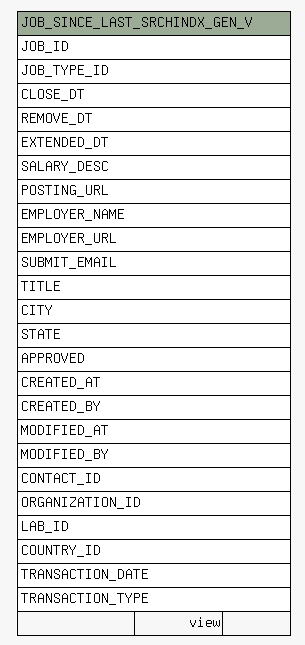 JOB_SINCE_LAST_SRCHINDX_GEN_V
JOB_ID
JOB_TYPE_ID
CLOSE_DT
REMOVE_DT
EXTENDED_DT
SALARY_DESC
POSTING_URL
EMPLOYER_NAME
EMPLOYER_URL
SUBMIT_EMAIL
TITLE
CITY
STATE
APPROVED
CREATED_AT
CREATED_BY
MODIFIED_AT
MODIFIED_BY
CONTACT_ID
ORGANIZATION_ID
LAB_ID
COUNTRY_ID
TRANSACTION_DATE
TRANSACTION_TYPE
view